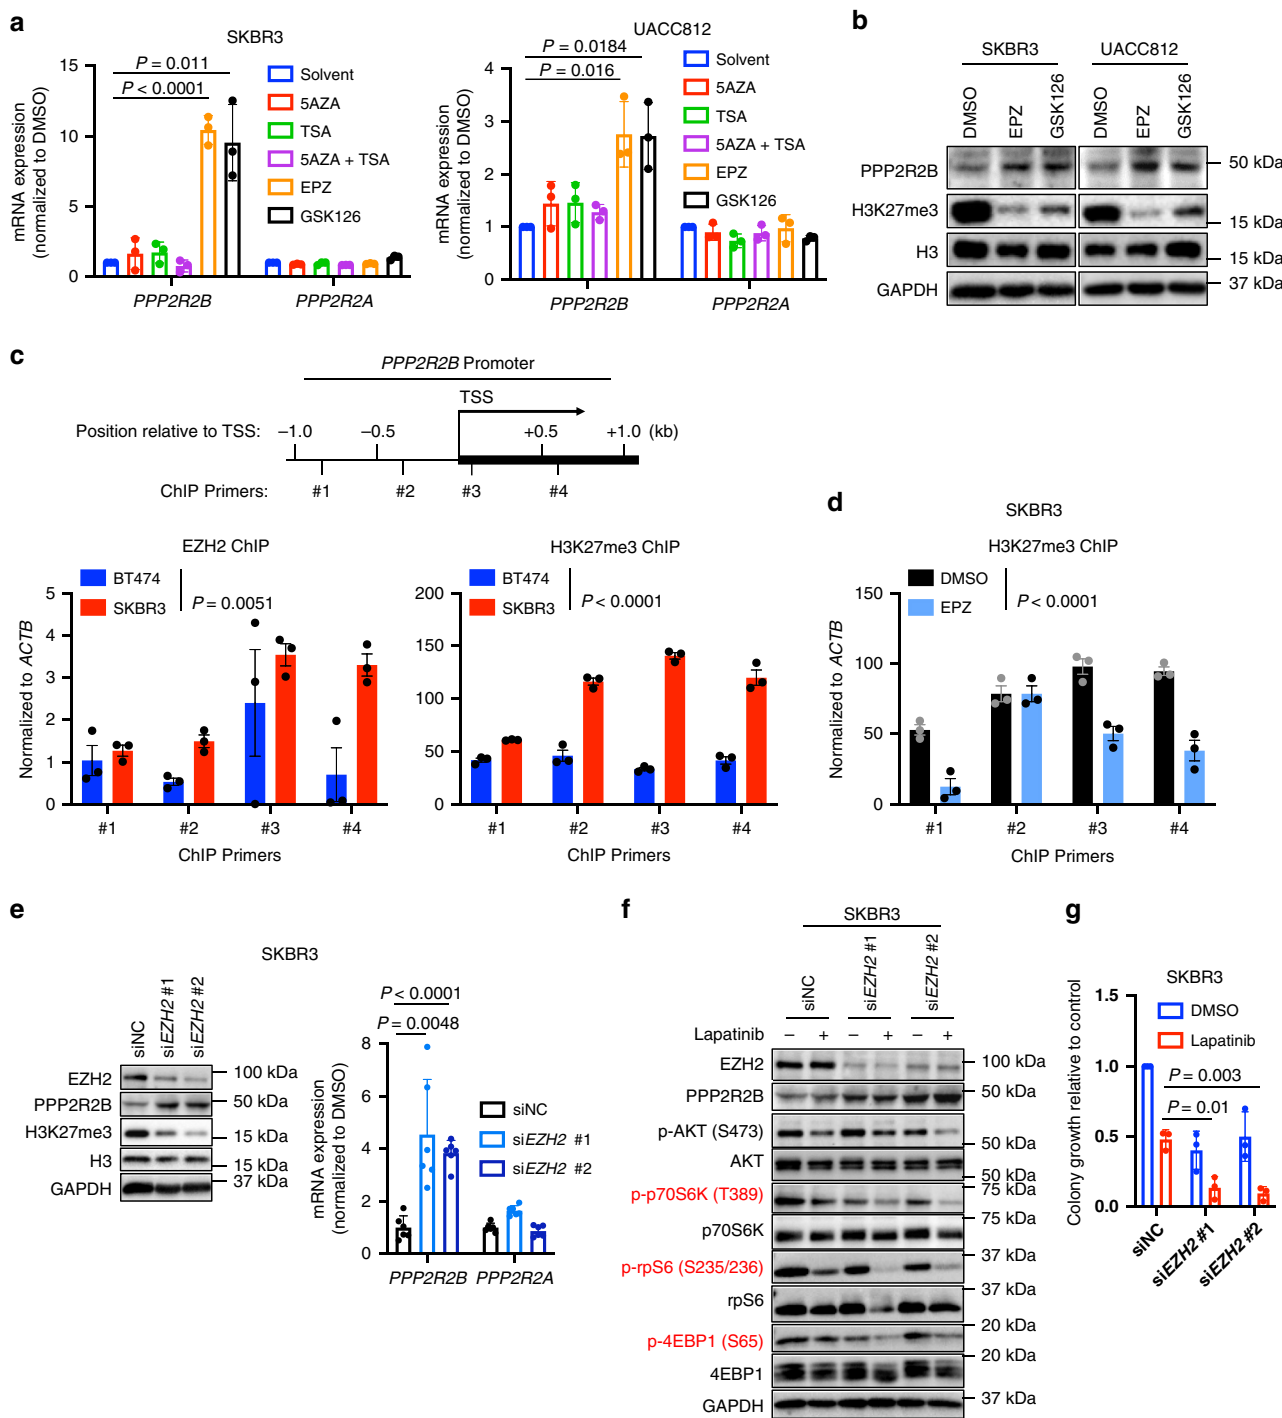 a
SKBR3
P = 0.011
P < 0.0001
mRNA expression
(normalized to DMSO)
15
10
5
0
Solvent
5AZA
TSA
5AZA + TSA
EPZ
GSK126
PPP2R2B
PPP2R2A
UACC812
P = 0.0184
P = 0.016
mRNA expression
(normalized to DMSO)
4
3
2
1
0
Solvent
5AZA
TSA
5AZA + TSA
EPZ
GSK126
PPP2R2B
PPP2R2A
b
SKBR3
UACC812
DMSO
EPZ
GSK126
DMSO
EPZ
GSK126
PPP2R2B
50 kDa
H3K27me3
15 kDa
H3
15 kDa
GAPDH
37 kDa
c
PPP2R2B Promoter
TSS
Position relative to TSS:
–1.0
–0.5
+0.5
+1.0
(kb)
ChIP Primers:
#1
#2
#3
#4
EZH2 ChIP
BT474
SKBR3
P = 0.0051
Normalized to ACTB
5
4
3
2
1
0
#1
#2
#3
#4
ChIP Primers
H3K27me3 ChIP
BT474
SKBR3
P < 0.0001
200
150
100
50
0
#1
#2
#3
#4
ChIP Primers
d
SKBR3
H3K27me3 ChIP
DMSO
EPZ
P < 0.0001
Normalized to ACTB
150
100
50
0
#1
#2
#3
#4
ChIP Primers
e
SKBR3
siNC
siEZH2 #1
siEZH2 #2
EZH2
100 kDa
PPP2R2B
50 kDa
H3K27me3
15 kDa
H3
15 kDa
GAPDH
37 kDa
P < 0.0001
P = 0.0048
mRNA expression
(normalized to DMSO)
8
6
4
2
0
siNC
siEZH2 #1
siEZH2 #2
PPP2R2B
PPP2R2A
f
SKBR3
siNC
siEZH2 #1
siEZH2 #2
Lapatinib
–
+
–
+
–
+
EZH2
100 kDa
PPP2R2B
50 kDa
p-AKT (S473)
50 kDa
AKT
50 kDa
p-p70S6K (T389)
75 kDa
p70S6K
75 kDa
p-rpS6 (S235/236)
37 kDa
rpS6
37 kDa
p-4EBP1 (S65)
20 kDa
4EBP1
20 kDa
GAPDH
37 kDa
g
SKBR3
DMSO
Lapatinib
P = 0.003
P = 0.01
Colony growth relative to control
1.5
1.0
0.5
0.0
siNC
siEZH2 #1
siEZH2 #2